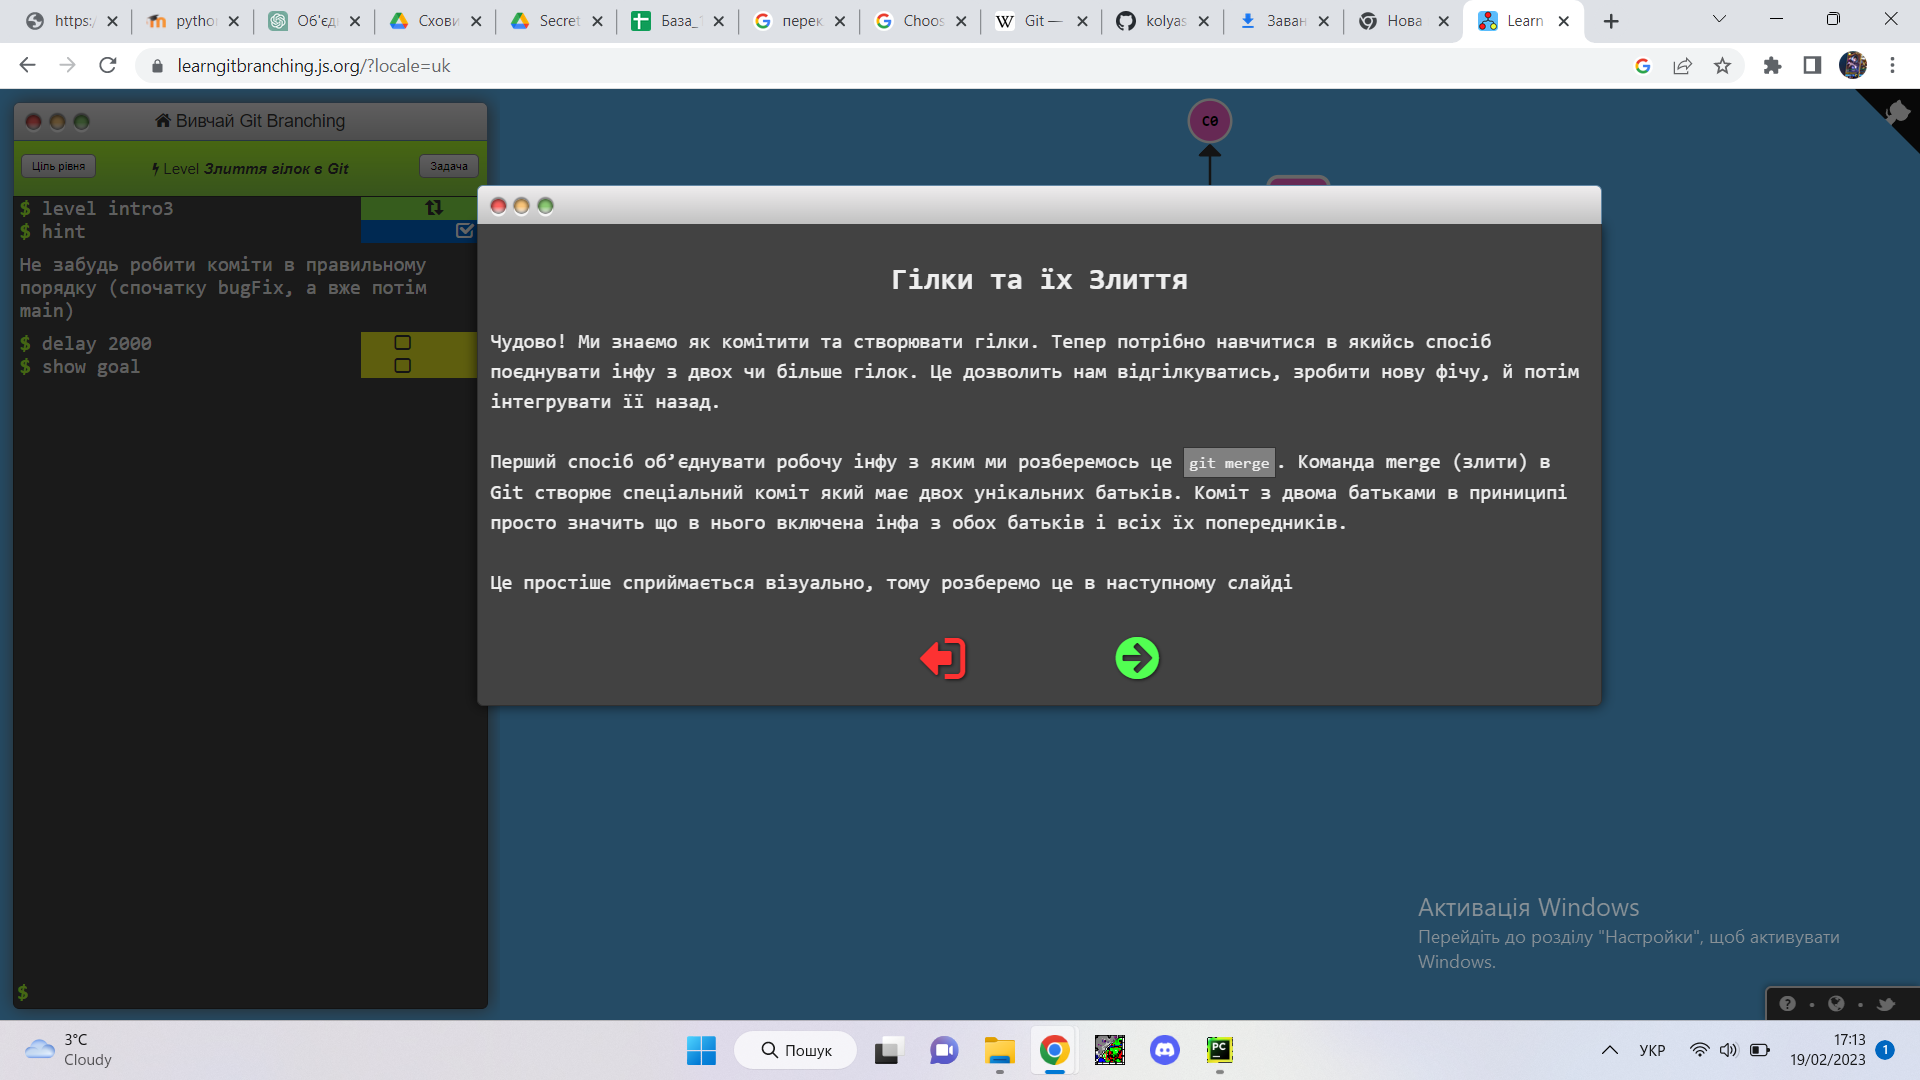 https:/
pytho
Об'єд
Схови
Secret
База_
перек
Choos
Git —
kolyas
Заван
Нова
Learn
learngitbranching.js.org/?locale=uk
Вивчай Git Branching
Ціль рівня
Level Злиття гілок в Git
Задача
$ level intro3
$ hint
Не забудь робити коміти в правильному
порядку (спочатку bugFix, а вже потім
main)
$ delay 2000
$ show goal
$
C0
Гілки та їх Злиття
Чудово! Ми знаємо як комітити та створювати гілки. Тепер потрібно навчитися в якийсь спосіб
поєднувати інфу з двох чи більше гілок. Це дозволить нам відгілкуватись, зробити нову фічу, й потім
інтегрувати її назад.
Перший спосіб об’єднувати робочу інфу з яким ми розберемось це git merge. Команда merge (злити) в
Git створює спеціальний коміт який має двох унікальних батьків. Коміт з двома батьками в приниципі
просто значить що в нього включена інфа з обох батьків і всіх їх попередників.
Це простіше сприймається візуально, тому розберемо це в наступному слайді
Активація Windows
Перейдіть до розділу "Настройки", щоб активувати
Windows.
3°C
Cloudy
Пошук
PC
УКР
17:13
19/02/2023
1